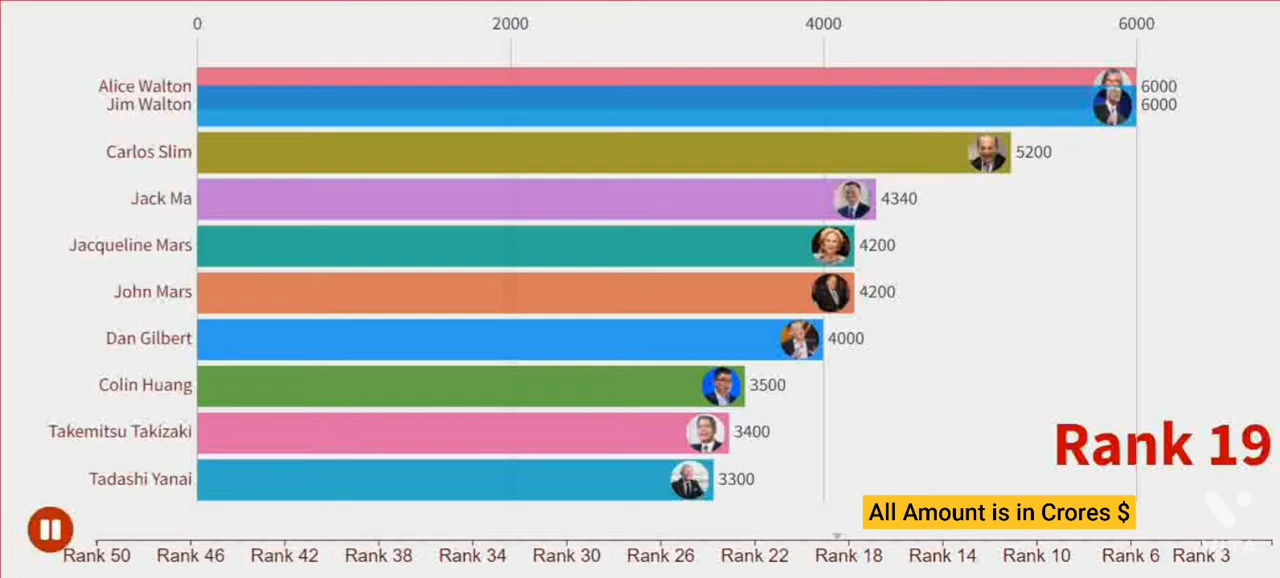 0 2000 4000 6000
Alice Walton 6000
Jim Walton 6000
Carlos Slim 5200
Jack Ma 4340
Jacqueline Mars 4200
John Mars 4200
Dan Gilbert 4000
Colin Huang 3500
Takemitsu Takizaki 3400
Rank 19
Tadashi Yanai 3300
All Amount is in Crores $
Rank 50 Rank 46 Rank 42 Rank 38 Rank 34 Rank 30 Rank 26 Rank 22 Rank 18 Rank 14 Rank 10 Rank 6 Rank 3
VITA